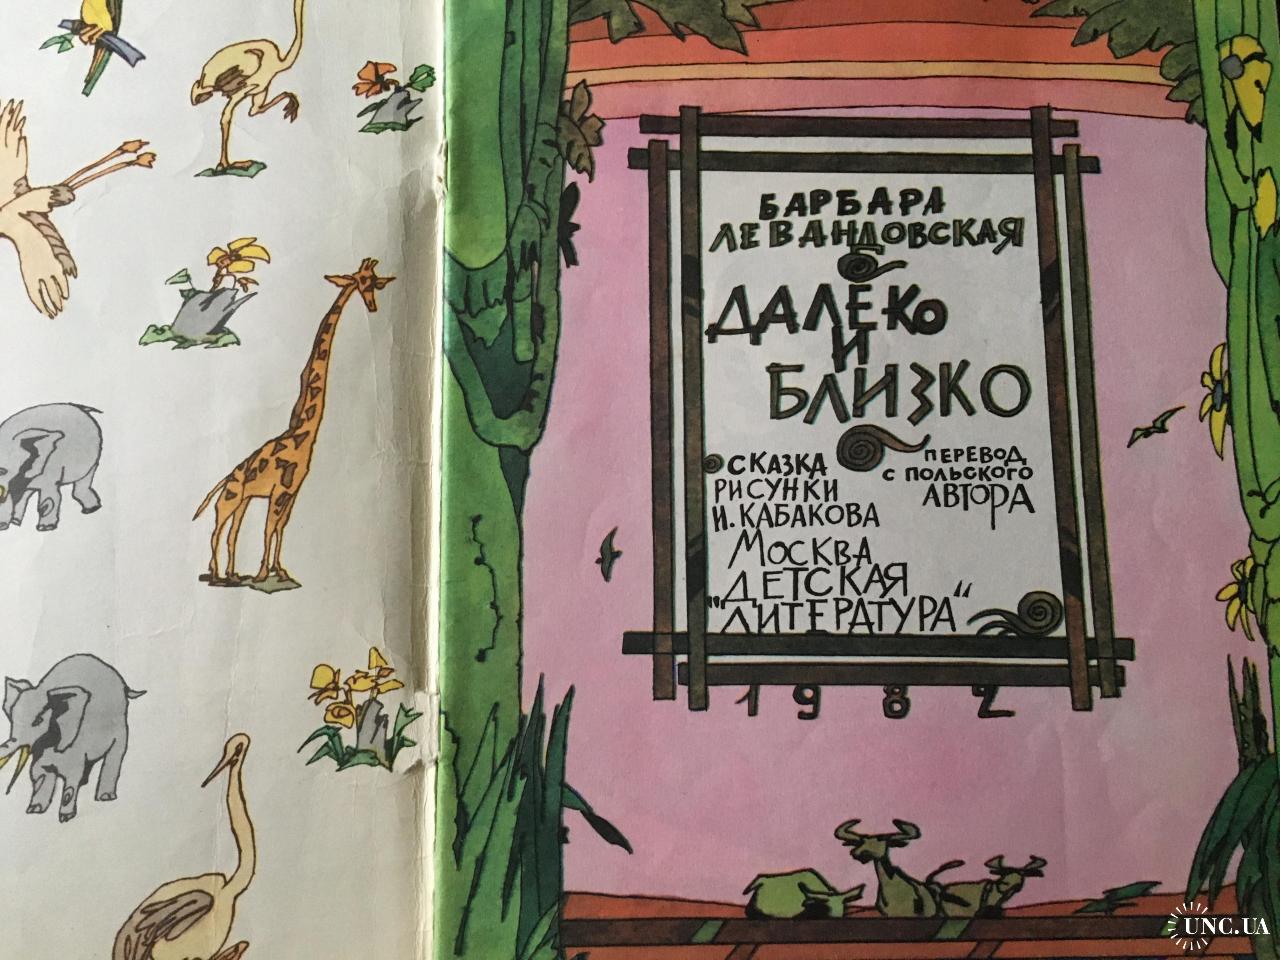 БАРБАРА
ЛЕВАНДОВСКАЯ
ДАЛЕКО
И
БЛИЗКО
СКАЗКА
РИСУНКИ
И. КАБАКОВА
ПЕРЕВОД
С ПОЛЬСКОГО
АВТОРА
МОСКВА
„ДЕТСКАЯ
ЛИТЕРАТУРА“
1982
UNC.UA